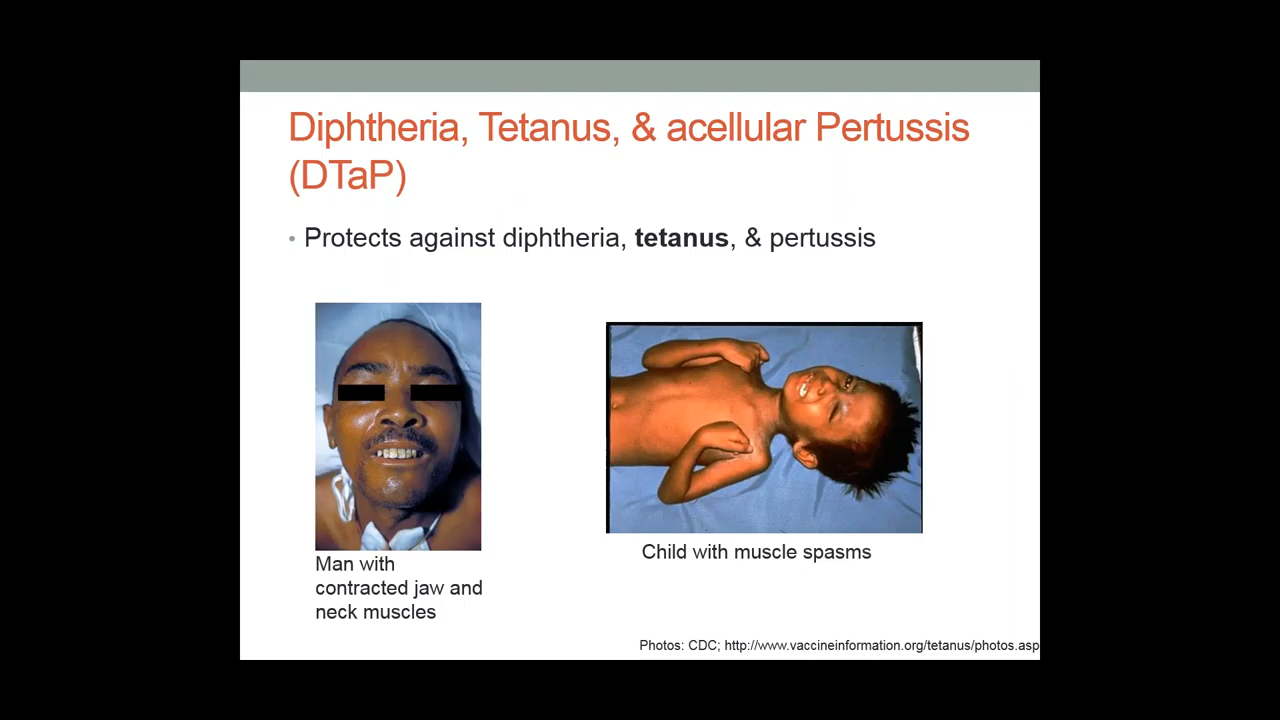 Diphtheria, Tetanus, & acellular Pertussis
(DTaP)
• Protects against diphtheria, tetanus, & pertussis
Man with
contracted jaw and
neck muscles
Child with muscle spasms
Photos: CDC; http://www.vaccineinformation.org/tetanus/photos.asp